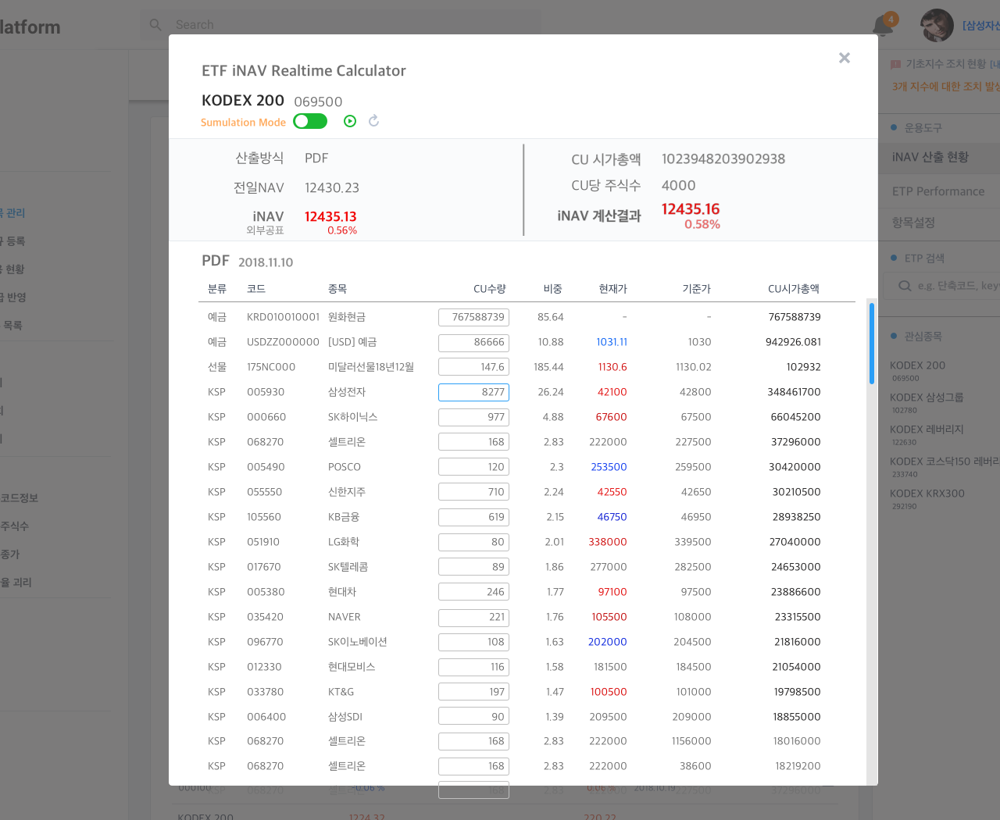 latform
Search
4
[삼성자산
ETF iNAV Realtime Calculator
KODEX 200 069500
Sumulation Mode
산출방식 PDF
전일NAV 12430.23
iNAV 12435.13
외부공표 0.56%
CU 시가총액 1023948203902938
CU당 주식수 4000
iNAV 계산결과 12435.16
0.58%
PDF 2018.11.10
분류 코드 종목 CU수량 비중 현재가 기준가 CU시가총액
예금 KRD010010001 원화현금 767588739 85.64 - - 767588739
예금 USDZZ000000 [USD] 예금 86666 10.88 1031.11 1030 942926.081
선물 175NC000 미달러선물18년12월 147.6 185.44 1130.6 1130.02 102932
KSP 005930 삼성전자 8277 26.24 42100 42800 348461700
KSP 000660 SK하이닉스 977 4.88 67600 67500 66045200
KSP 068270 셀트리온 168 2.83 222000 227500 37296000
KSP 005490 POSCO 120 2.3 253500 259500 30420000
KSP 055550 신한지주 710 2.24 42550 42650 30210500
KSP 105560 KB금융 619 2.15 46750 46950 28938250
KSP 051910 LG화학 80 2.01 338000 339500 27040000
KSP 017670 SK텔레콤 89 1.86 277000 282500 24653000
KSP 005380 현대차 246 1.77 97100 97500 23886600
KSP 035420 NAVER 221 1.76 105500 108000 23315500
KSP 096770 SK이노베이션 108 1.63 202000 204500 21816000
KSP 012330 현대모비스 116 1.58 181500 184500 21054000
KSP 033780 KT&G 197 1.47 100500 101000 19798500
KSP 006400 삼성SDI 90 1.39 209500 209000 18855000
KSP 068270 셀트리온 168 2.83 222000 1156000 18016000
KSP 068270 셀트리온 168 2.83 222000 38600 18219200
KSP 068270 셀트리온 168 2.83 222000 227500 37296000
000100 -0.06 % 0.06 % 2018.10.19
KODEX 200 1224.32 220.22
관리
등록
현황
반영
목록
코드정보
주식수
종가
율 괴리
기초지수 조치 현황
3개 지수에 대한 조치 발생
운용도구
iNAV 산출 현황
ETP Performance
항목설정
ETP 검색
e.g. 단축코드, key
관심종목
KODEX 200
069500
KODEX 삼성그룹
102780
KODEX 레버리지
122630
KODEX 코스닥150 레버리
233740
KODEX KRX300
292190